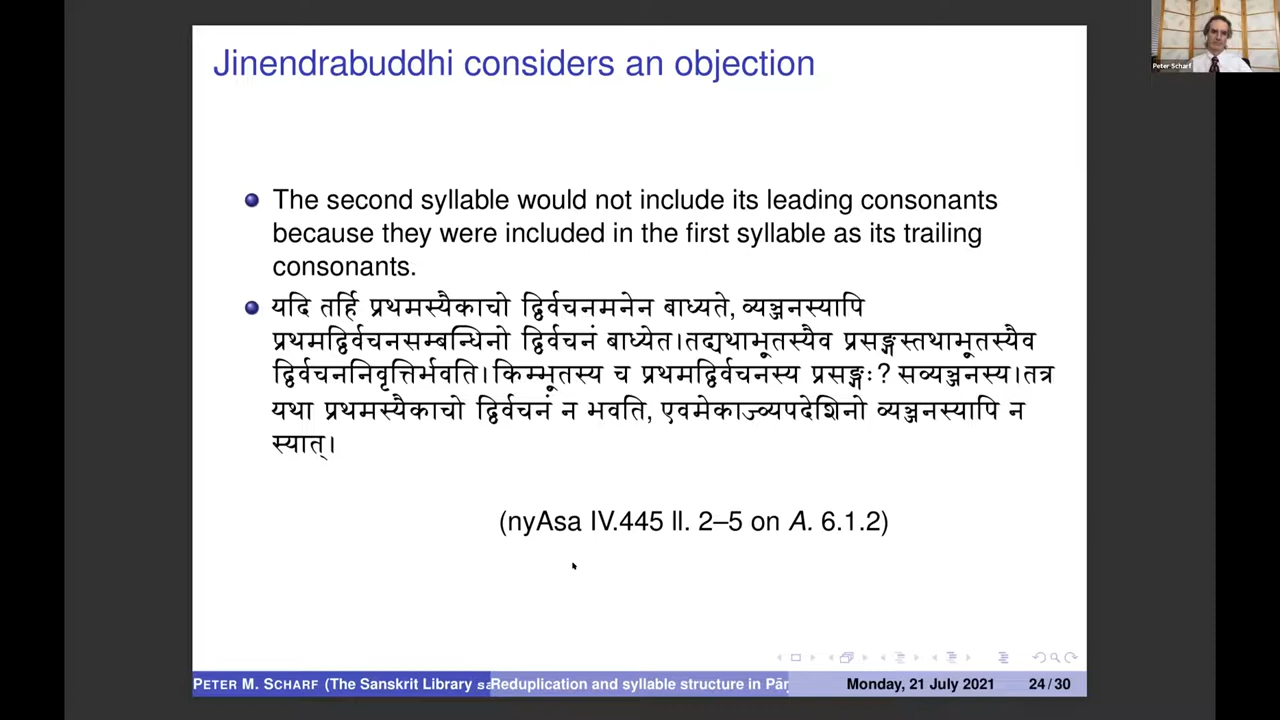 Jinendrabuddhi considers an objection
Peter Scharf
The second syllable would not include its leading consonants
because they were included in the first syllable as its trailing
consonants.
यदि तर्हि प्रथमस्यैकाचो द्विर्वचनमनेन बाध्यते, व्यञ्जनस्यापि
प्रथमद्विर्वचनसम्बन्धिनो द्विर्वचनं बाध्येत।तद्यथाभूतस्यैव प्रसङ्गस्तथाभूतस्यैव
द्विर्वचननिवृत्तिर्भवति।किम्भूतस्य च प्रथमद्विर्वचनस्य प्रसङ्गः? सव्यञ्जनस्य।तत्र
यथा प्रथमस्यैकाचो द्विर्वचनं न भवति, एवमेकाज्व्यपदेशिनो व्यञ्जनस्यापि न
स्यात्।
(nyAsa IV.445 ll. 2–5 on A. 6.1.2)
PETER M. SCHARF (The Sanskrit Library Reduplication and syllable structure in Pāṇ Monday, 21 July 2021 24/30